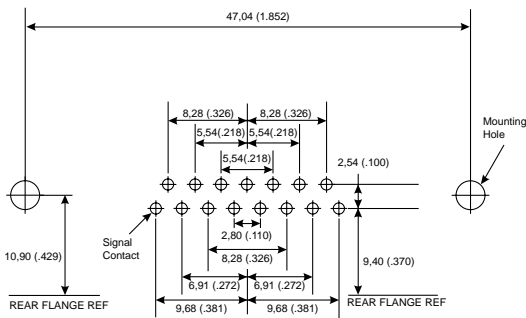 47,04 (1.852)
8,28 (.326)
8,28 (.326)
5,54(.218)
5,54(.218)
5,54(.218)
2,54 (.100)
Mounting
Hole
Signal
Contact
2,80 (.110)
10,90 (.429)
8,28 (.326)
9,40 (.370)
6,91 (.272)
6,91 (.272)
REAR FLANGE REF
REAR FLANGE REF
9,68 (.381)
9,68 (.381)